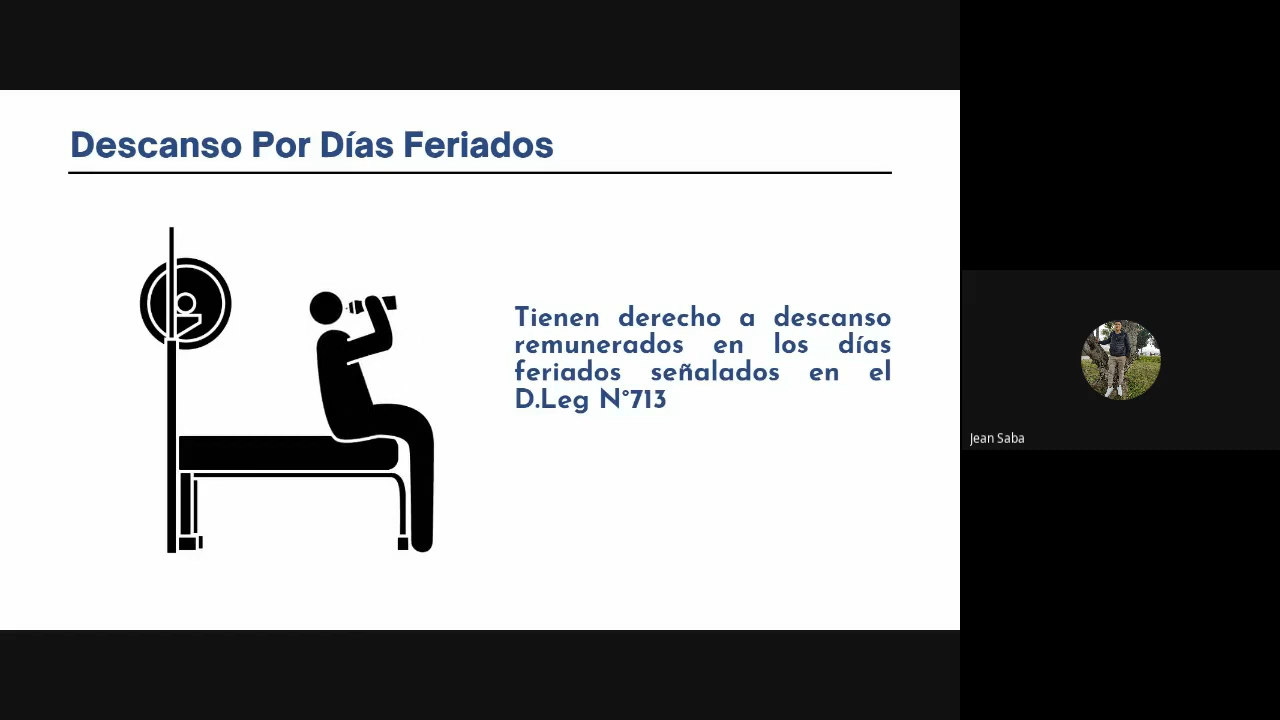 Descanso Por Días Feriados
Tienen derecho a descanso
remunerados en los días
feriados señalados en el
D.Leg N°713
Jean Saba